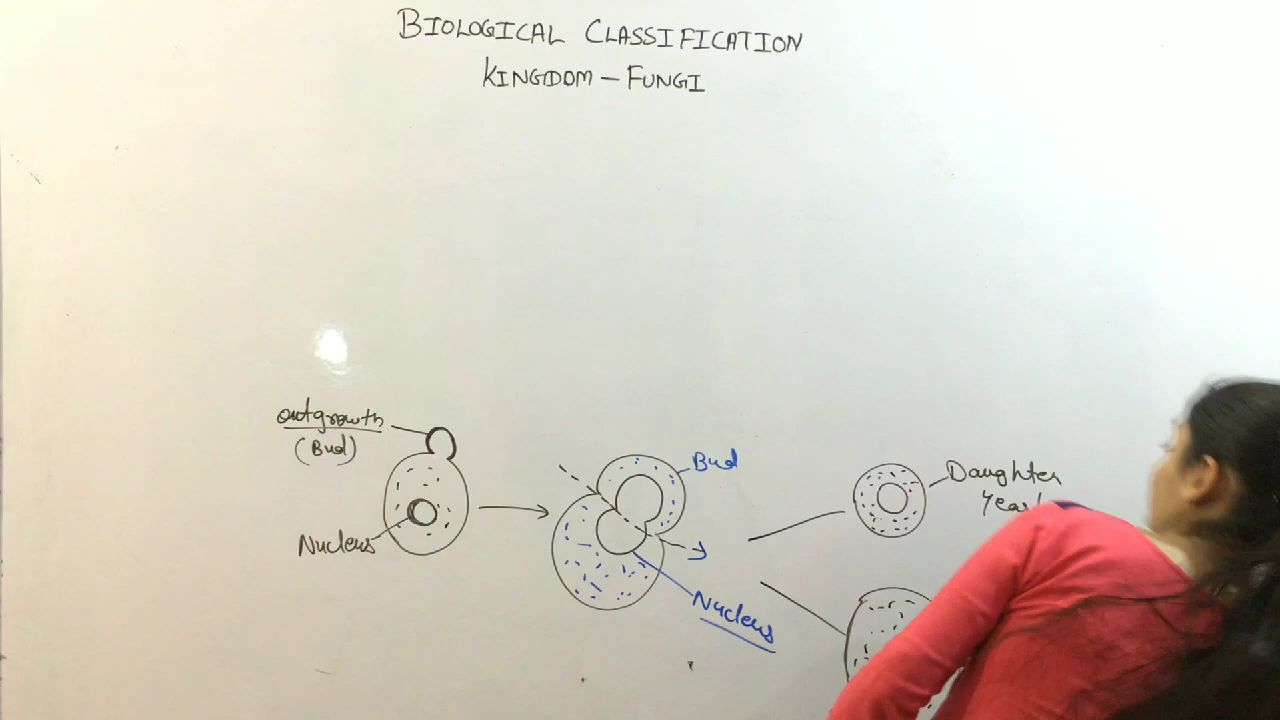 BIOLOGICAL CLASSIFICATION
KINGDOM – FUNGI
outgrowth
(Bud)
Nucleus
Bud
Nucleus
Daughter